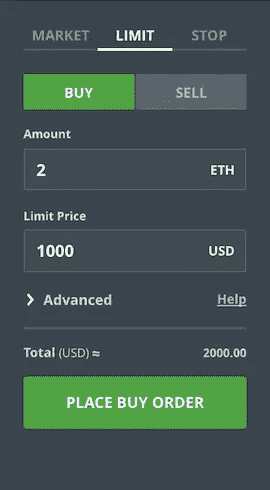 MARKET LIMIT STOP
BUY SELL
Amount
2 ETH
Limit Price
1000 USD
Advanced Help
Total (USD) ≈ 2000.00
PLACE BUY ORDER